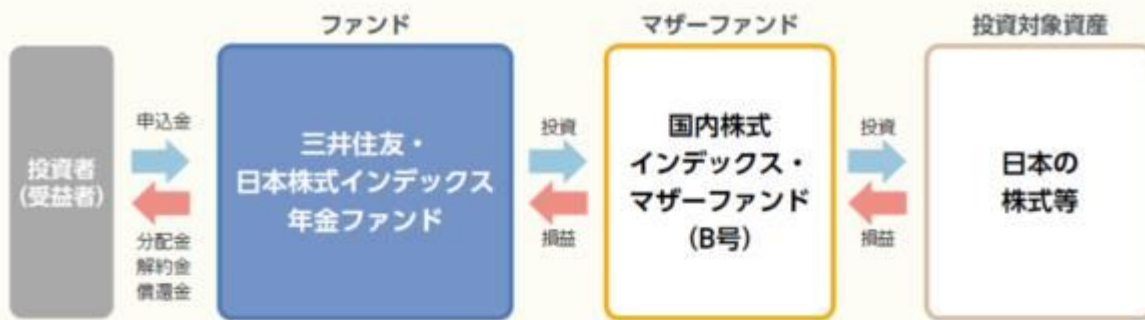 ファンド
マザーファンド
投資対象資産
投資者
(受益者)
申込金
分配金
解約金
償還金
三井住友・
日本株式インデックス
年金ファンド
投資
損益
国内株式
インデックス・
マザーファンド
(B号)
投資
損益
日本の
株式等